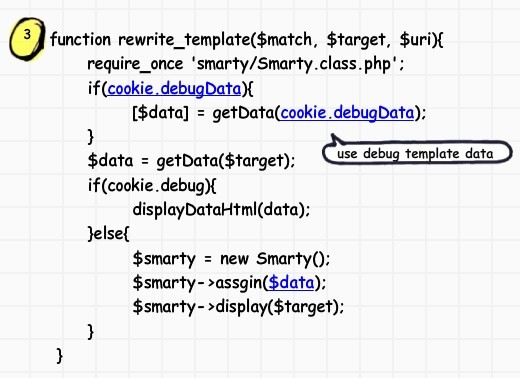 3
function rewrite_template($match, $target, $uri){
require_once 'smarty/Smarty.class.php';
if(cookie.debugData){
[$data] = getData(cookie.debugData);
}
use debug template data
$data = getData($target);
if(cookie.debug){
displayDataHtml(data);
}else{
$smarty = new Smarty();
$smarty->assgin($data);
$smarty->display($target);
}
}